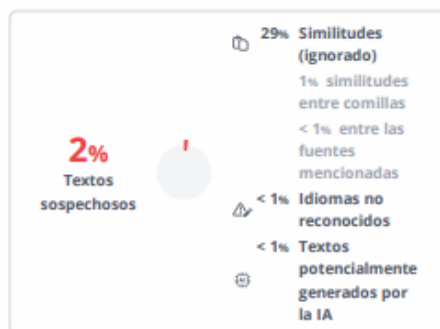 2%
Textos
sospechosos
29% Similitudes
(ignorado)
1% similitudes
entre comillas
< 1% entre las
fuentes
mencionadas
< 1% Idiomas no
reconocidos
< 1% Textos
potencialmente
generados por
la IA